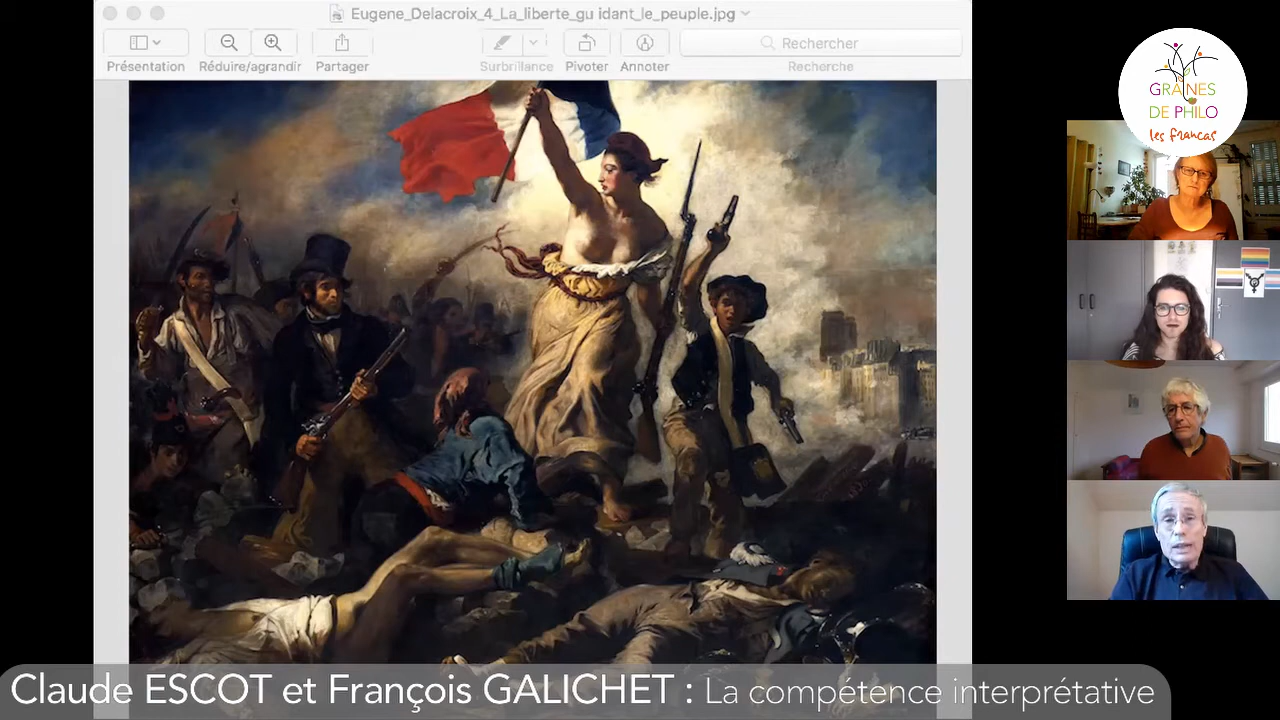 Eugene_Delacroix_4_La_liberte_gu idant_le_peuple.jpg
Présentation
Réduire/agrandir
Partager
Surbrillance
Pivoter
Annoter
Rechercher
Recherche
GRAINES
DE PHILO
les francas
Claude ESCOT et François GALICHET : La compétence interprétative